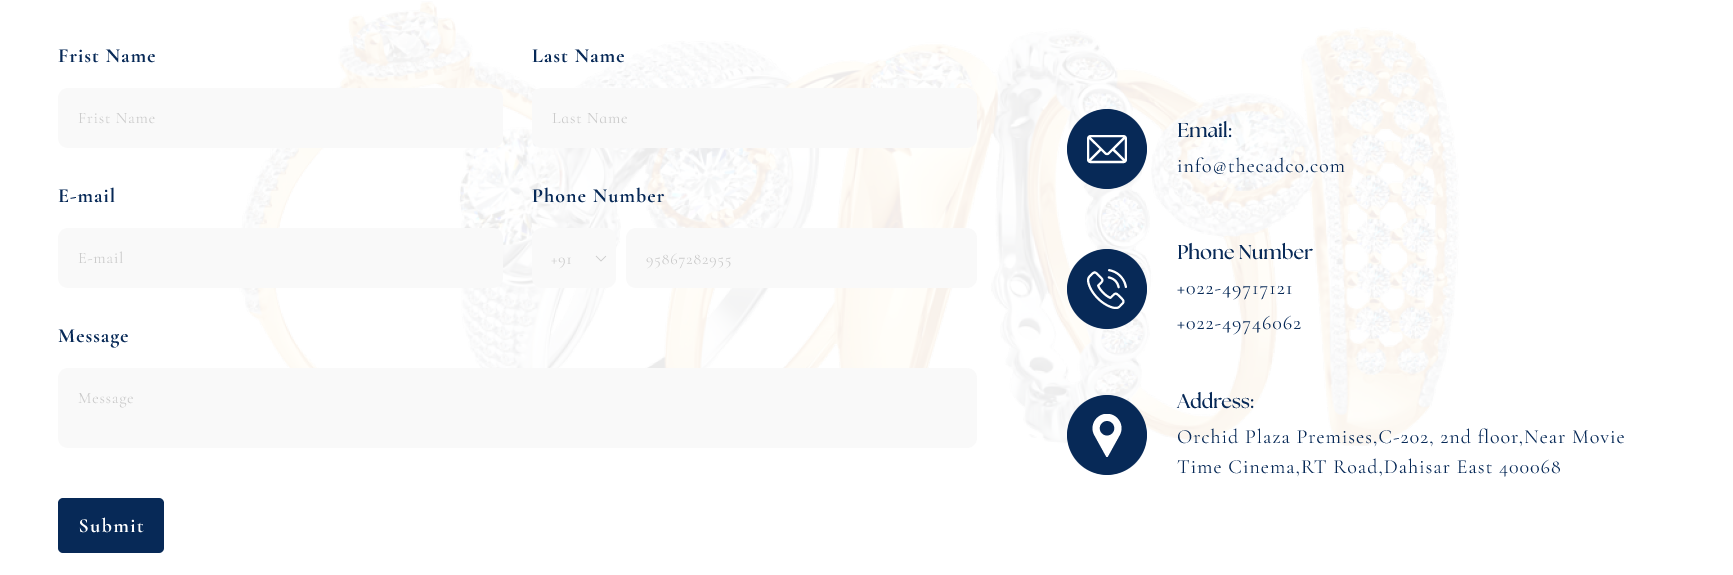 Frist Name
Last Name
Frist Name
Last Name
E-mail
Phone Number
E-mail
+91
95867282955
Message
Message
Submit
Email:
info@thecadco.com
Phone Number
+022-49717121
+022-49746062
Address:
Orchid Plaza Premises,C-202, 2nd floor,Near Movie
Time Cinema,RT Road,Dahisar East 400068